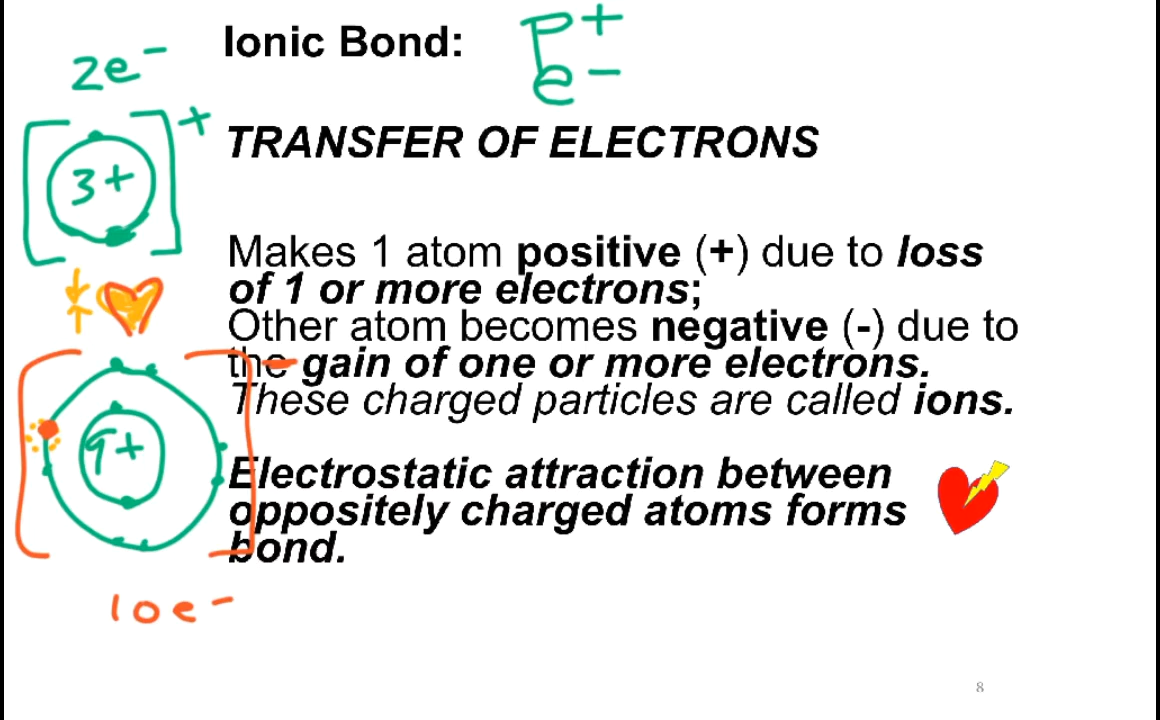 Ionic Bond:
p+
e-
2e-
+
3+
TRANSFER OF ELECTRONS
Makes 1 atom positive (+) due to loss
of 1 or more electrons;
Other atom becomes negative (-) due to
the gain of one or more electrons.
These charged particles are called ions.
-
9+
Electrostatic attraction between
oppositely charged atoms forms
bond.
10e-
8